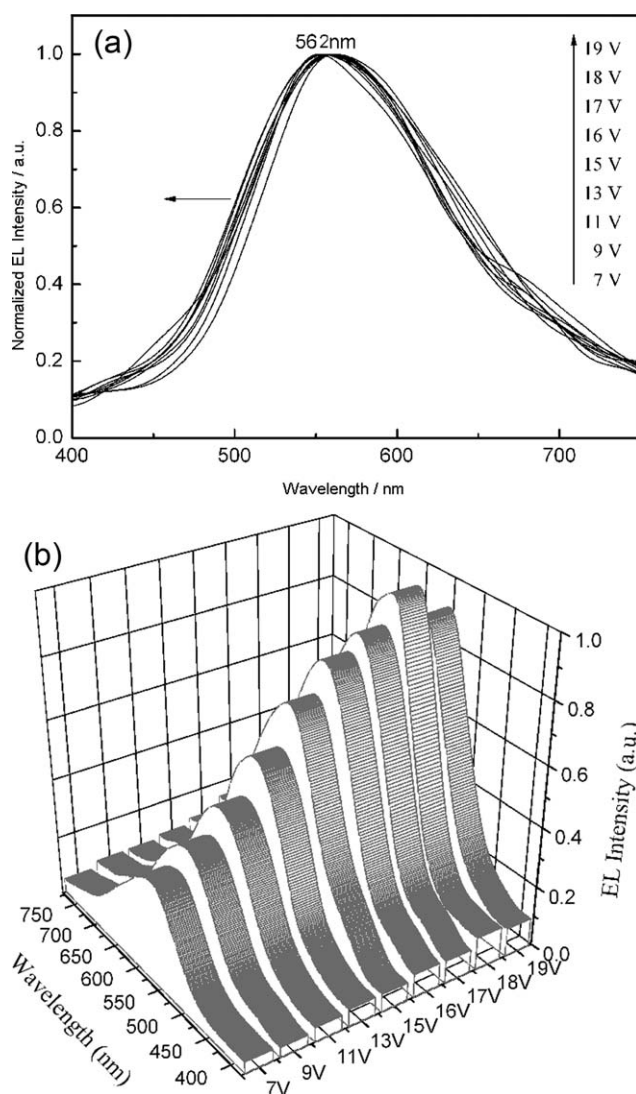 (a)
562nm
1.0
0.8
0.6
0.4
0.2
0.0
Normalized EL Intensity / a.u.
19 V
18 V
17 V
16 V
15 V
13 V
11 V
9 V
7 V
400
500
600
700
Wavelength / nm
(b)
1.0
0.8
0.6
0.4
0.2
0.0
EL Intensity (a.u.)
750
700
650
600
550
500
450
400
Wavelength (nm)
7V
9V
11V
13V
15V
16V
17V
18V
19V